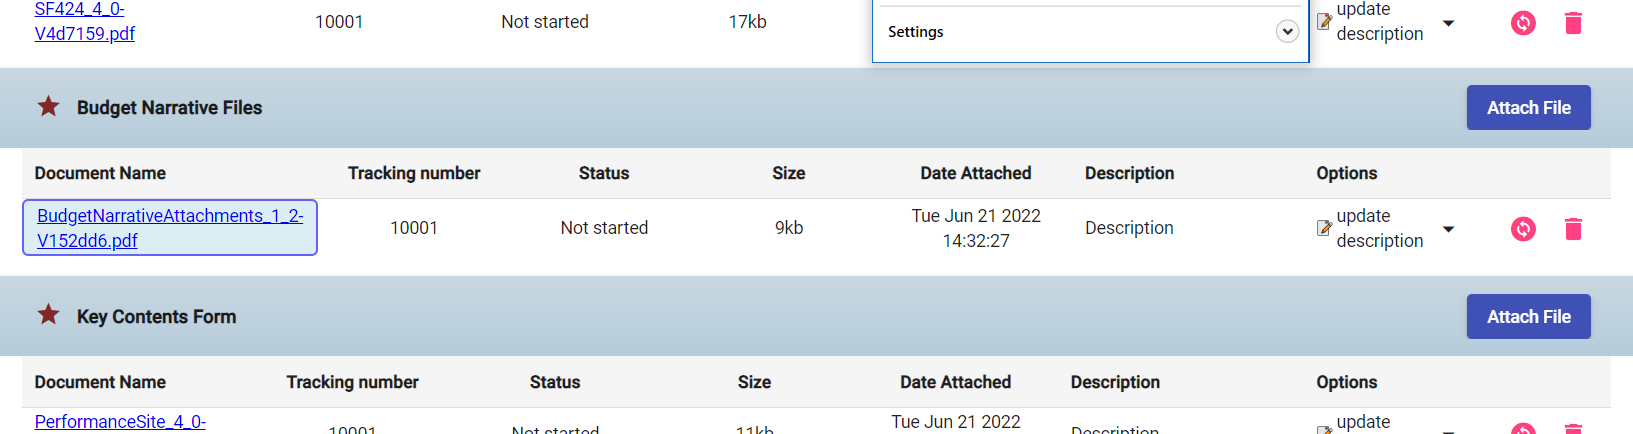 SF424_4_0-
V4d7159.pdf
10001
Not started
17kb
Settings
update
description
Budget Narrative Files
Attach File
Document Name Tracking number Status Size Date Attached Description Options
BudgetNarrativeAttachments_1_2-
V152dd6.pdf
10001
Not started
9kb
Tue Jun 21 2022
14:32:27
Description
update
description
Key Contents Form
Attach File
Document Name Tracking number Status Size Date Attached Description Options
PerformanceSite_4_0-
10001
Not started
11kb
Tue Jun 21 2022
Description
update